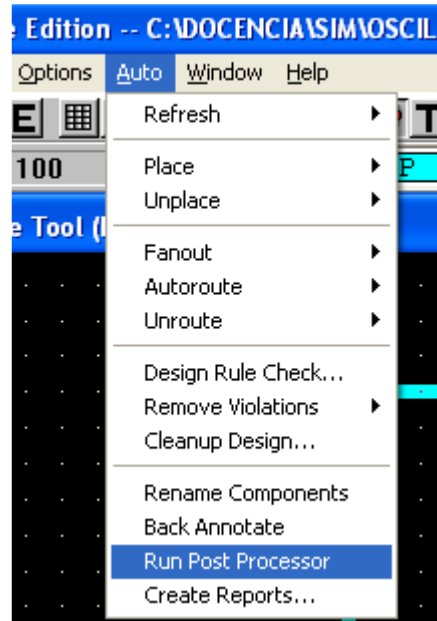 e Edition -- C:\DOCENCIA\SIM\OSCIL
Options Auto Window Help
E T
100 P
e Tool (
Refresh
Place
Unplace
Fanout
Autoroute
Unroute
Design Rule Check...
Remove Violations
Cleanup Design...
Rename Components
Back Annotate
Run Post Processor
Create Reports...